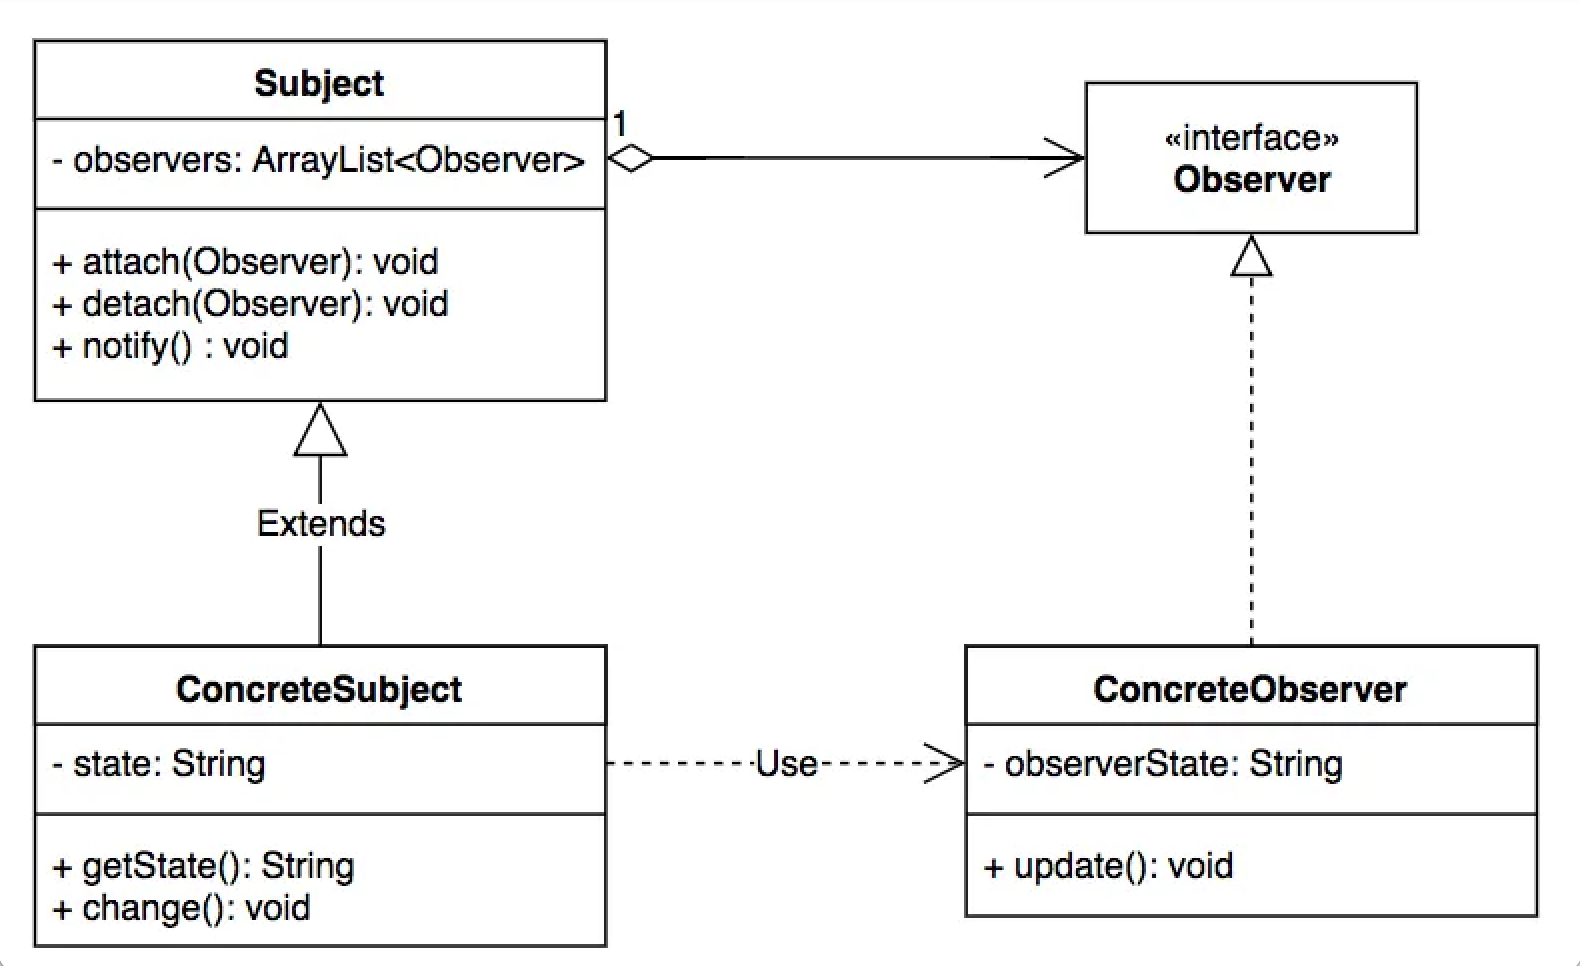 Subject
- observers: ArrayList<Observer>
+ attach(Observer): void
+ detach(Observer): void
+ notify() : void
1
«interface»
Observer
Extends
ConcreteSubject
- state: String
+ getState(): String
+ change(): void
Use
ConcreteObserver
- observerState: String
+ update(): void